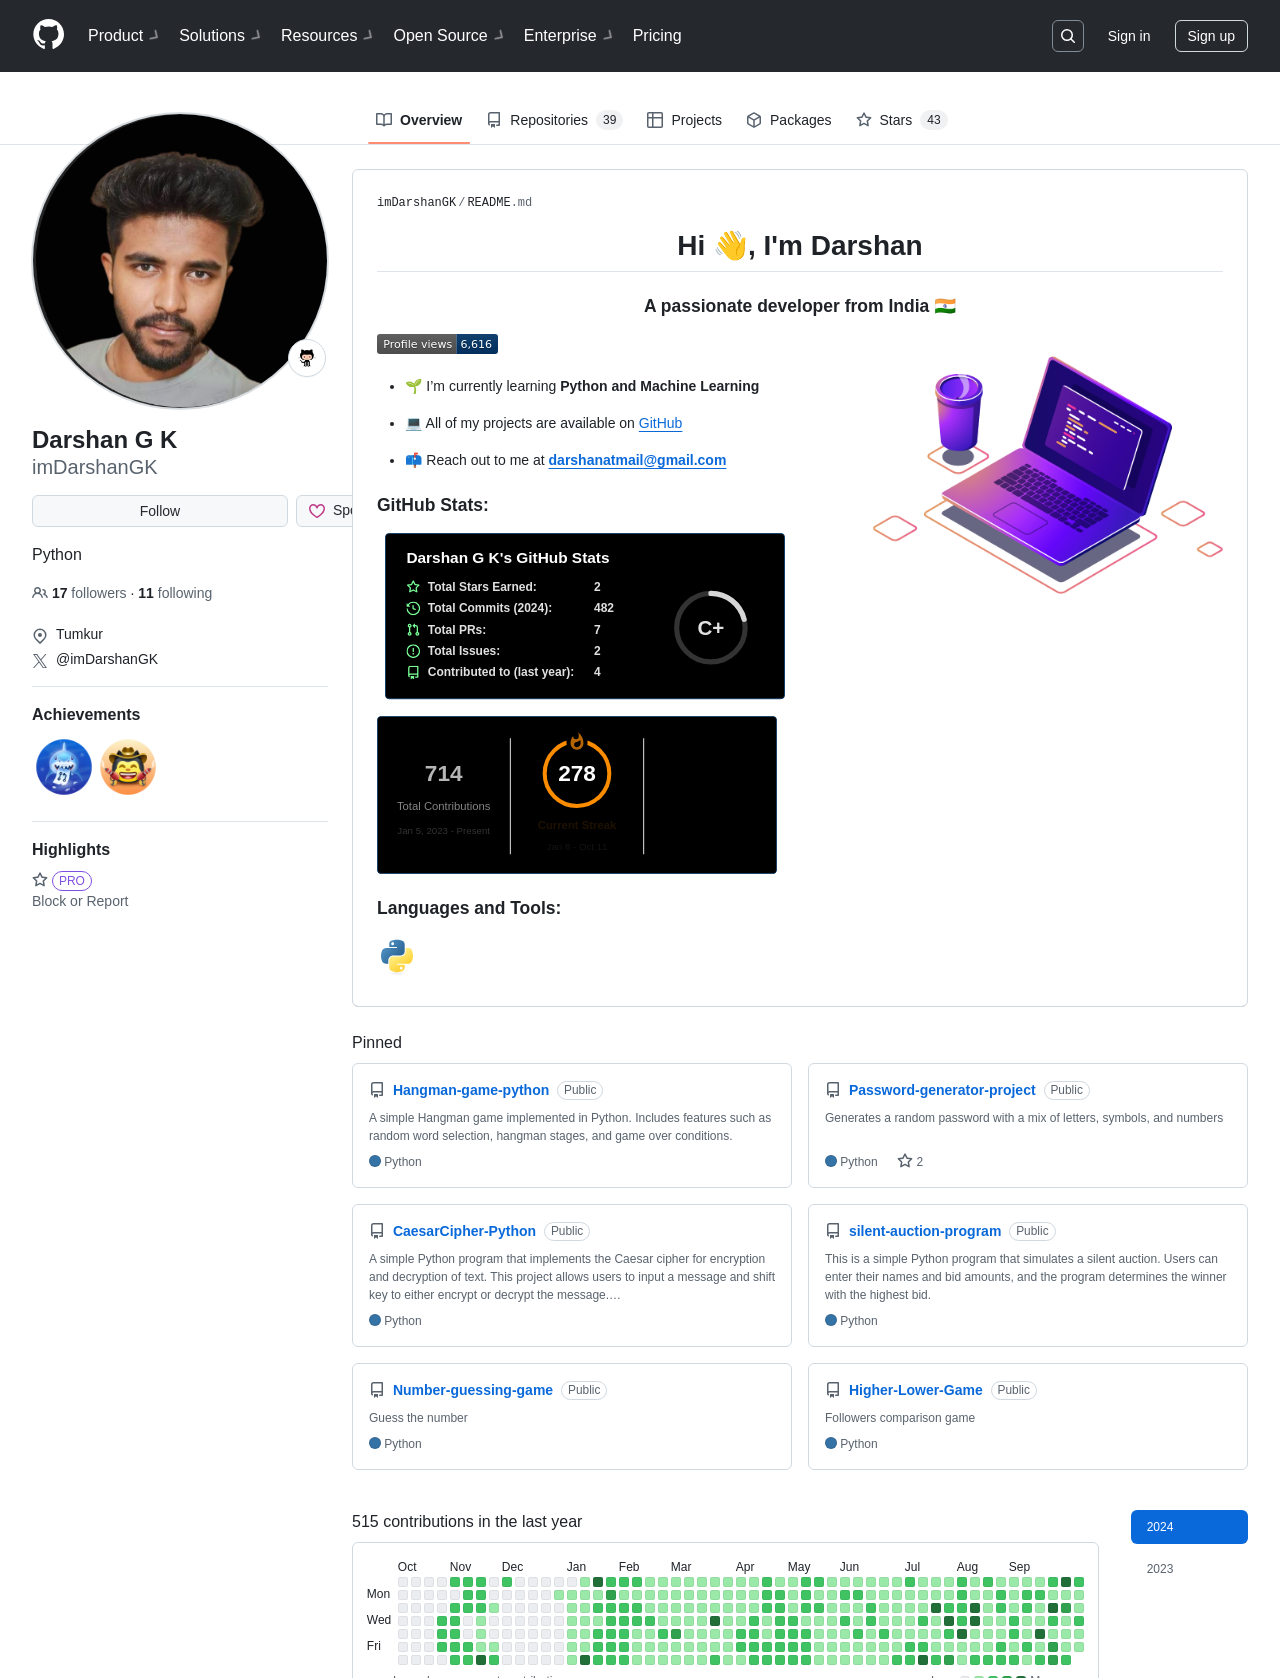 Product Solutions Resources Open Source Enterprise Pricing Sign in Sign up
Overview Repositories 39 Projects Packages Stars 43
Darshan G K
imDarshanGK
Follow
Python
17 followers · 11 following
Tumkur
@imDarshanGK
Achievements
Highlights
PRO
Block or Report
imDarshanGK/README.md
Hi 👋, I'm Darshan
A passionate developer from India 🇮🇳
Profile views 6,616
🌱 I’m currently learning Python and Machine Learning
💻 All of my projects are available on GitHub
📫 Reach out to me at darshanatmail@gmail.com
GitHub Stats:
Darshan G K's GitHub Stats
Total Stars Earned: 2
Total Commits (2024): 482
Total PRs: 7
Total Issues: 2
Contributed to (last year): 4
C+
714
Total Contributions
Jan 5, 2023 - Present
278
Current Streak
Jan 8 - Oct 11
Languages and Tools:
Pinned
Hangman-game-python Public
A simple Hangman game implemented in Python. Includes features such as
random word selection, hangman stages, and game over conditions.
Python
Password-generator-project Public
Generates a random password with a mix of letters, symbols, and numbers
Python 2
CaesarCipher-Python Public
A simple Python program that implements the Caesar cipher for encryption
and decryption of text. This project allows users to input a message and shift
key to either encrypt or decrypt the message.…
Python
silent-auction-program Public
This is a simple Python program that simulates a silent auction. Users can
enter their names and bid amounts, and the program determines the winner
with the highest bid.
Python
Number-guessing-game Public
Guess the number
Python
Higher-Lower-Game Public
Followers comparison game
Python
515 contributions in the last year
2024
2023
Oct Nov Dec Jan Feb Mar Apr May Jun Jul Aug Sep
Mon
Wed
Fri